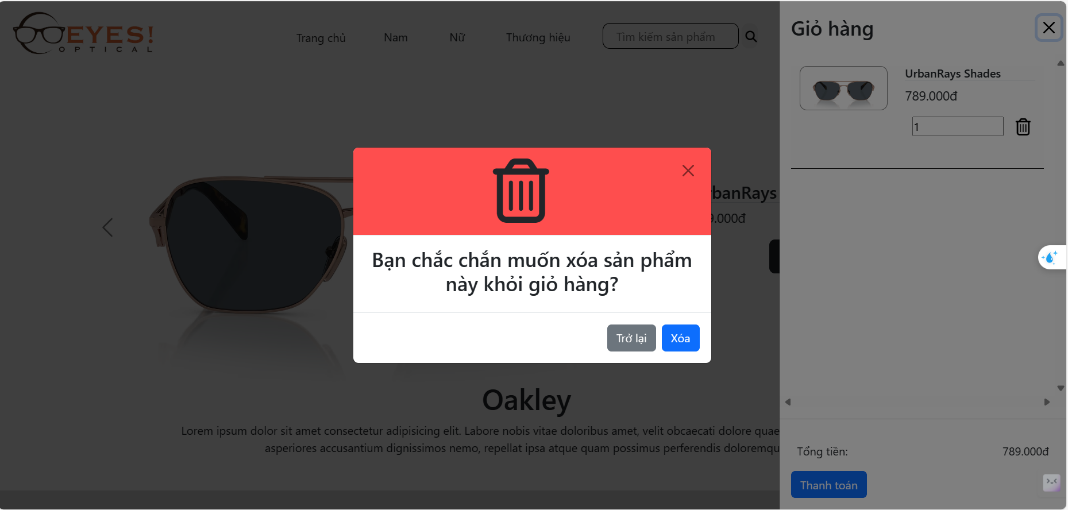 EYES!
OPTICAL
Trang chủ
Nam
Nữ
Thương hiệu
Tìm kiếm sản phẩm
Giỏ hàng
UrbanRays Shades
789.000đ
1
Bạn chắc chắn muốn xóa sản phẩm
này khỏi giỏ hàng?
Trở lại
Xóa
rbanRays
9.000đ
Oakley
Lorem ipsum dolor sit amet consectetur adipisicing elit. Labore nobis vitae doloribus amet, velit obcaecati dolore quae
asperiores accusantium dignissimos nemo, repellat ipsa atque quam possimus perferendis doloremqu
Tổng tiền:
789.000đ
Thanh toán